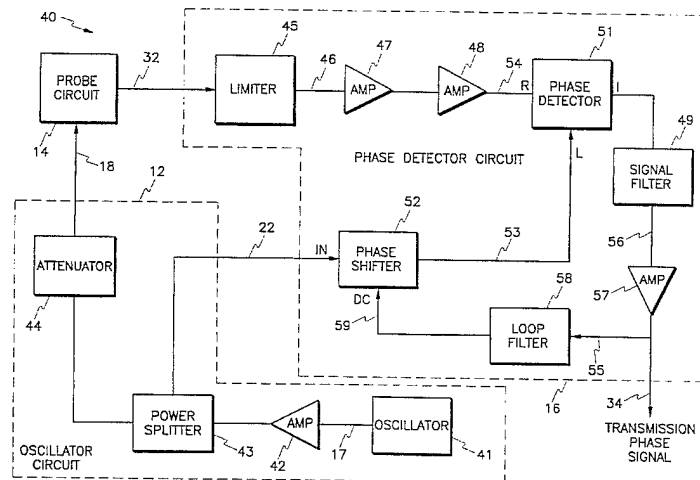 40
32
45
46
47
48
54
51
PROBE
CIRCUIT
LIMITER
AMP
AMP
R
PHASE
DETECTOR
I
49
14
18
12
PHASE DETECTOR CIRCUIT
L
SIGNAL
FILTER
22
52
53
56
ATTENUATOR
IN
PHASE
SHIFTER
AMP
57
44
DC
59
58
LOOP
FILTER
55
16
34
POWER
SPLITTER
AMP
OSCILLATOR
TRANSMISSION
PHASE
SIGNAL
OSCILLATOR
CIRCUIT
43
42
17
41